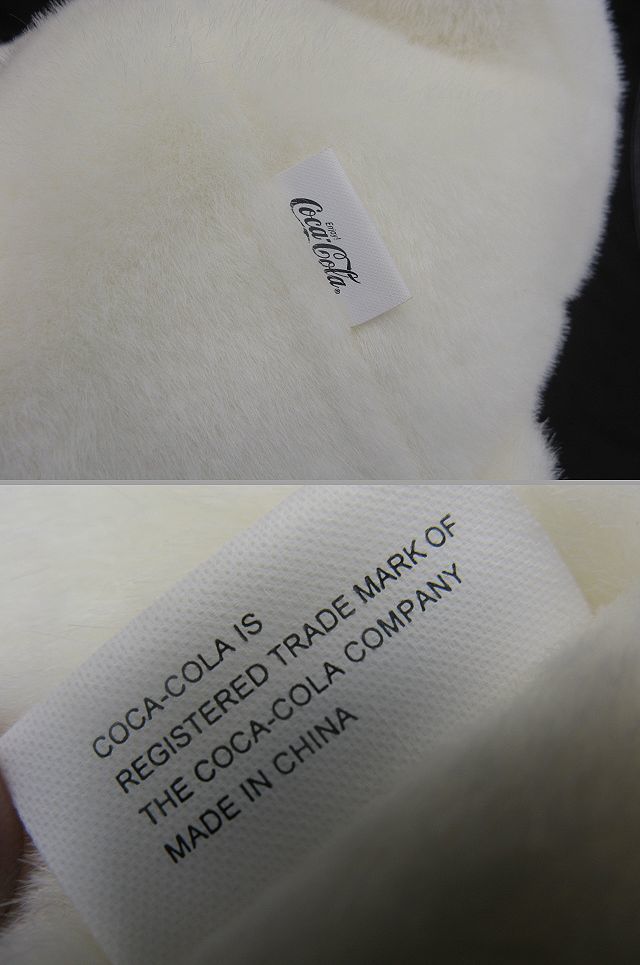 Enjoy
Coca-Cola®
COCA-COLA IS
REGISTERED TRADE MARK OF
THE COCA-COLA COMPANY
MADE IN CHINA